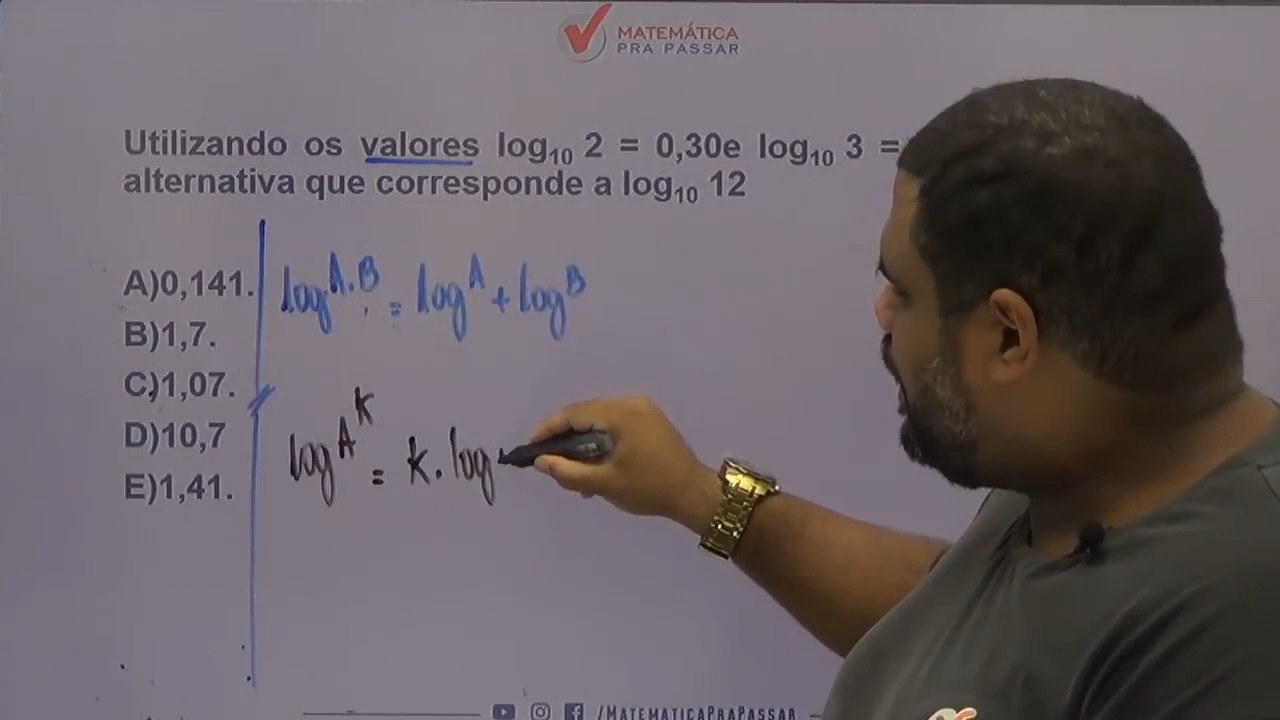 MATEMÁTICA
PRA PASSAR
Utilizando os valores log₁₀ 2 = 0,30e log₁₀ 3 =
alternativa que corresponde a log₁₀ 12
A)0,141.
B)1,7.
C)1,07.
D)10,7
E)1,41.
log A.B = log A + log B
log A^K = K. log
/MATEMATICAPRAPASSAR